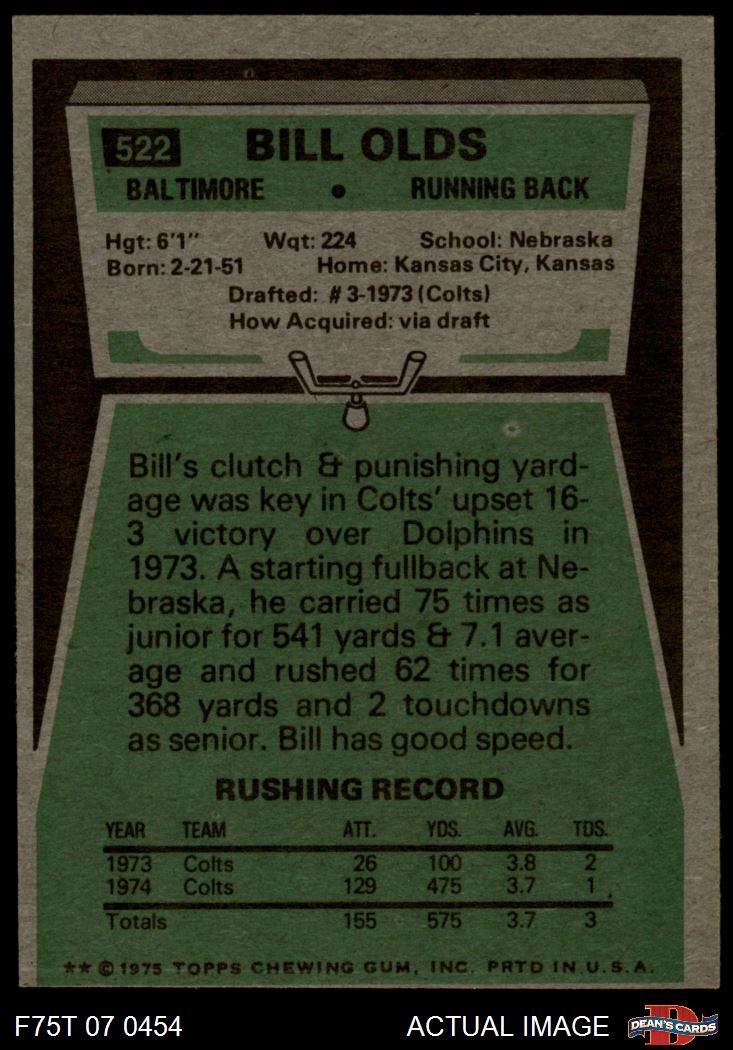 522 BILL OLDS
BALTIMORE • RUNNING BACK
Hgt: 6'1" Wgt: 224 School: Nebraska
Born: 2-21-51 Home: Kansas City, Kansas
Drafted: #3-1973 (Colts)
How Acquired: via draft
Bill's clutch & punishing yard-
age was key in Colts' upset 16-
3 victory over Dolphins in
1973. A starting fullback at Ne-
braska, he carried 75 times as
junior for 541 yards & 7.1 aver-
age and rushed 62 times for
368 yards and 2 touchdowns
as senior. Bill has good speed.
RUSHING RECORD
YEAR TEAM ATT. YDS. AVG. TDS.
1973 Colts 26 100 3.8 2
1974 Colts 129 475 3.7 1
Totals 155 575 3.7 3
** © 1975 TOPPS CHEWING GUM, INC. PRTD IN U.S.A.
F75T 07 0454 ACTUAL IMAGE D DEAN'S CARDS